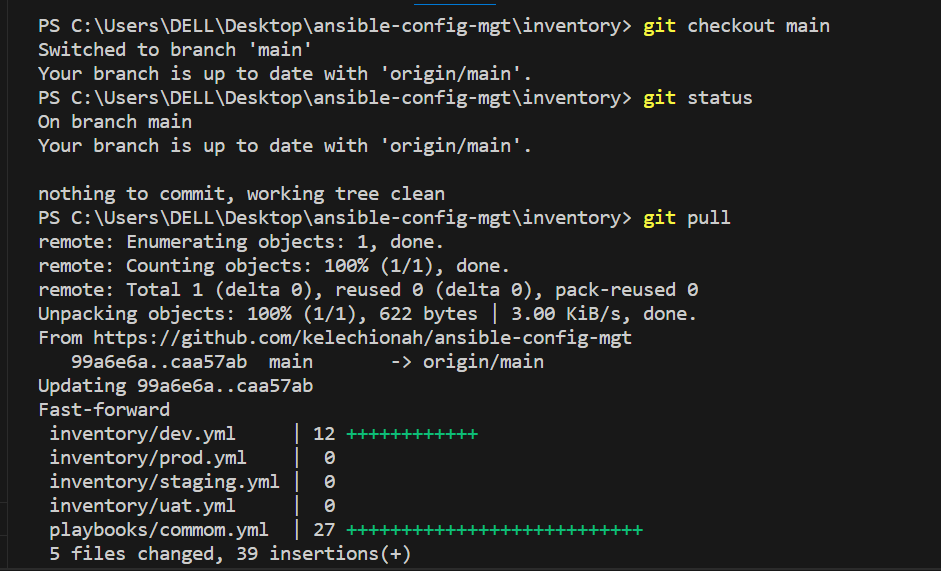 PS C:\Users\DELL\Desktop\ansible-config-mgt\inventory> git checkout main
Switched to branch 'main'
Your branch is up to date with 'origin/main'.
PS C:\Users\DELL\Desktop\ansible-config-mgt\inventory> git status
On branch main
Your branch is up to date with 'origin/main'.
nothing to commit, working tree clean
PS C:\Users\DELL\Desktop\ansible-config-mgt\inventory> git pull
remote: Enumerating objects: 1, done.
remote: Counting objects: 100% (1/1), done.
remote: Total 1 (delta 0), reused 0 (delta 0), pack-reused 0
Unpacking objects: 100% (1/1), 622 bytes | 3.00 KiB/s, done.
From https://github.com/kelechionah/ansible-config-mgt
   99a6e6a..caa57ab  main       -> origin/main
Updating 99a6e6a..caa57ab
Fast-forward
 inventory/dev.yml     | 12 ++++++++++++
 inventory/prod.yml    |  0
 inventory/staging.yml |  0
 inventory/uat.yml     |  0
 playbooks/commom.yml  | 27 +++++++++++++++++++++++++++
 5 files changed, 39 insertions(+)